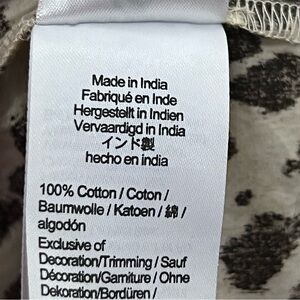 Made in India
Fabriqué en Inde
Hergestellt in Indien
Vervaardigd in India
インド製
hecho en india
100% Cotton / Coton /
Baumwolle / Katoen / 綿 /
algodón
Exclusive of
Decoration/Trimming / Sauf
Décoration/Garniture / Ohne
Dekoration/Bordüren /